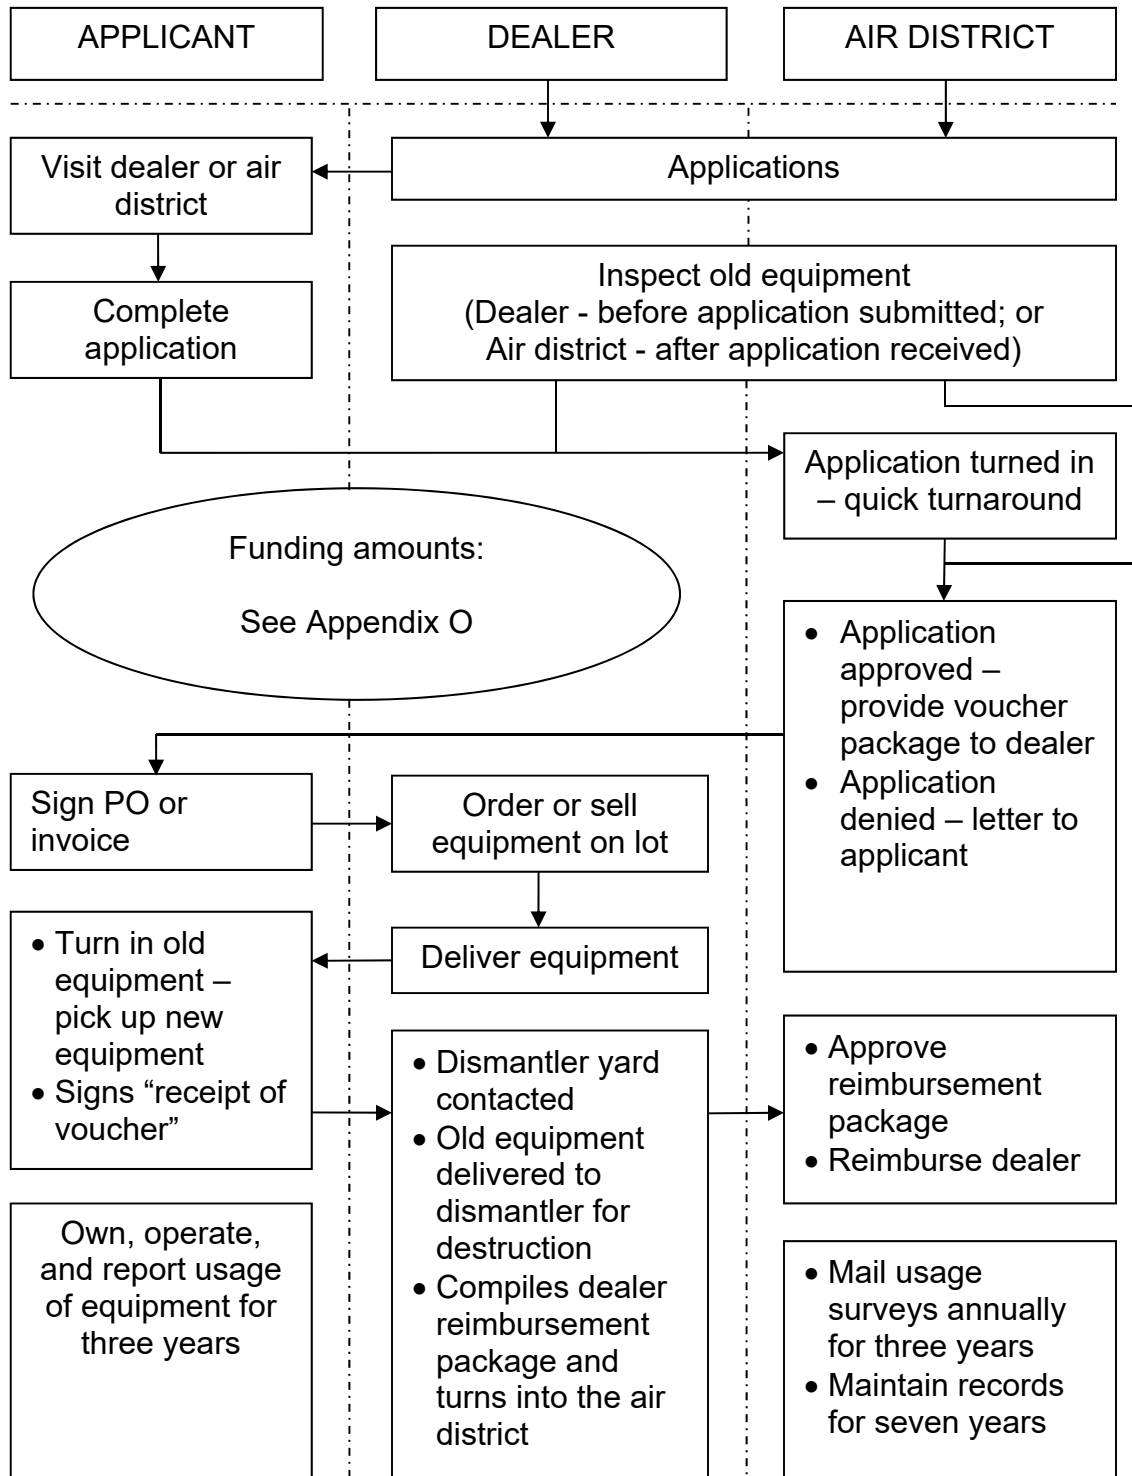 APPLICANT
DEALER
AIR DISTRICT
Visit dealer or air
district
Applications
Complete
application
Inspect old equipment
(Dealer - before application submitted; or
Air district - after application received)
Application turned in
– quick turnaround
Funding amounts:
See Appendix O
• Application
approved –
provide voucher
package to dealer
• Application
denied – letter to
applicant
Sign PO or
invoice
Order or sell
equipment on lot
Deliver equipment
• Turn in old
equipment –
pick up new
equipment
• Signs “receipt of
voucher”
• Dismantler yard
contacted
• Old equipment
delivered to
dismantler for
destruction
• Compiles dealer
reimbursement
package and
turns into the air
district
• Approve
reimbursement
package
• Reimburse dealer
Own, operate,
and report usage
of equipment for
three years
• Mail usage
surveys annually
for three years
• Maintain records
for seven years